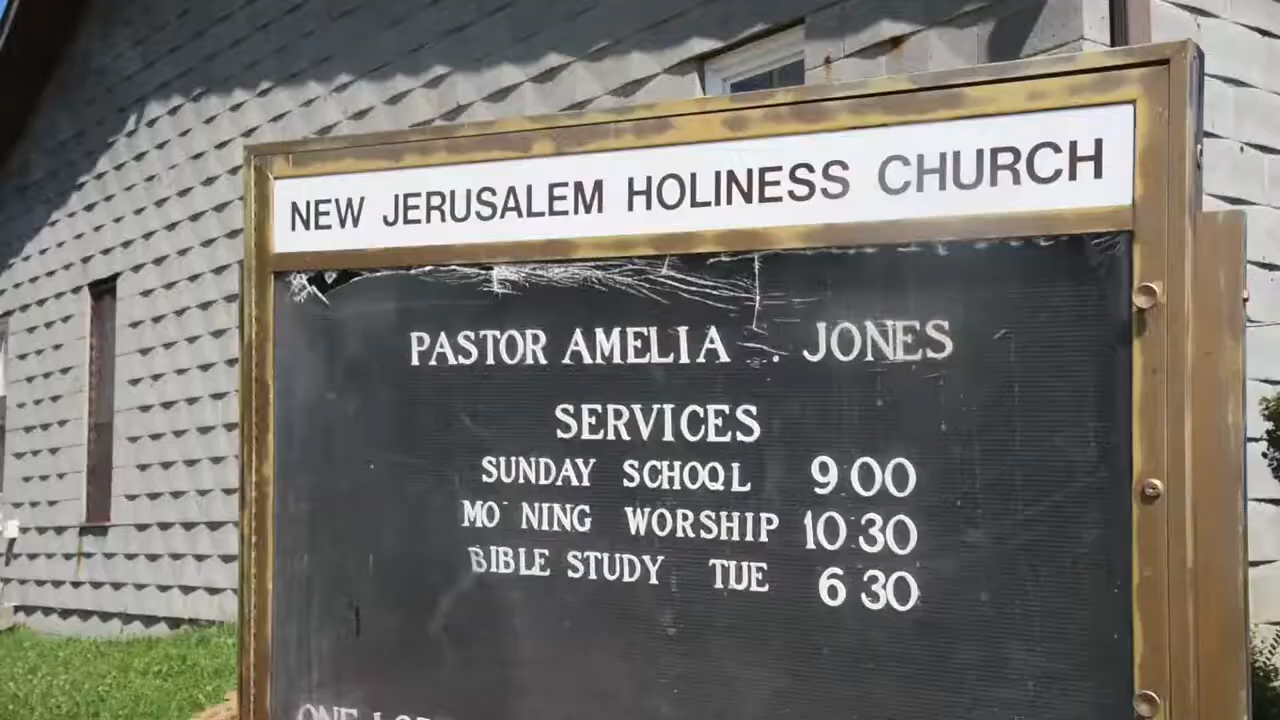 NEW JERUSALEM HOLINESS CHURCH
PASTOR AMELIA . JONES
SERVICES
SUNDAY SCHOOL 9 00
MO NING WORSHIP 10 30
BIBLE STUDY TUE 6 30
ONE